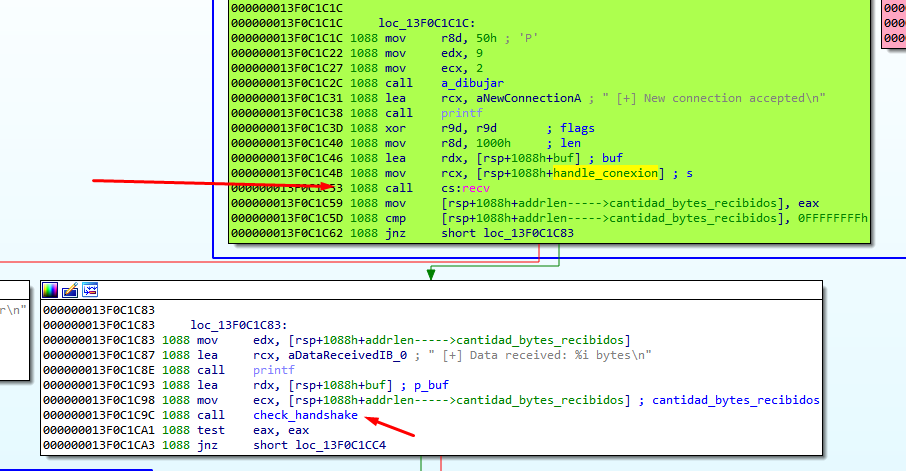 000000013F0C1C1C
000000013F0C1C1C loc_13F0C1C1C:
000000013F0C1C1C 1088 mov r8d, 50h ; 'P'
000000013F0C1C22 1088 mov edx, 9
000000013F0C1C27 1088 mov ecx, 2
000000013F0C1C2C 1088 call a_dibujar
000000013F0C1C31 1088 lea rcx, aNewConnectionA ; " [+] New connection accepted\n"
000000013F0C1C38 1088 call printf
000000013F0C1C3D 1088 xor r9d, r9d ; flags
000000013F0C1C40 1088 mov r8d, 1000h ; len
000000013F0C1C46 1088 lea rdx, [rsp+1088h+buf] ; buf
000000013F0C1C4B 1088 mov rcx, [rsp+1088h+handle_conexion] ; s
000000013F0C1C53 1088 call cs:recv
000000013F0C1C59 1088 mov [rsp+1088h+addrlen----->cantidad_bytes_recibidos], eax
000000013F0C1C5D 1088 cmp [rsp+1088h+addrlen----->cantidad_bytes_recibidos], 0FFFFFFFFh
000000013F0C1C62 1088 jnz short loc_13F0C1C83
000
000
000
r\n"
000000013F0C1C83
000000013F0C1C83 loc_13F0C1C83:
000000013F0C1C83 1088 mov edx, [rsp+1088h+addrlen----->cantidad_bytes_recibidos]
000000013F0C1C87 1088 lea rcx, aDataReceivedIB_0 ; " [+] Data received: %i bytes\n"
000000013F0C1C8E 1088 call printf
000000013F0C1C93 1088 lea rdx, [rsp+1088h+buf] ; p_buf
000000013F0C1C98 1088 mov ecx, [rsp+1088h+addrlen----->cantidad_bytes_recibidos] ; cantidad_bytes_recibidos
000000013F0C1C9C 1088 call check_handshake
000000013F0C1CA1 1088 test eax, eax
000000013F0C1CA3 1088 jnz short loc_13F0C1CC4